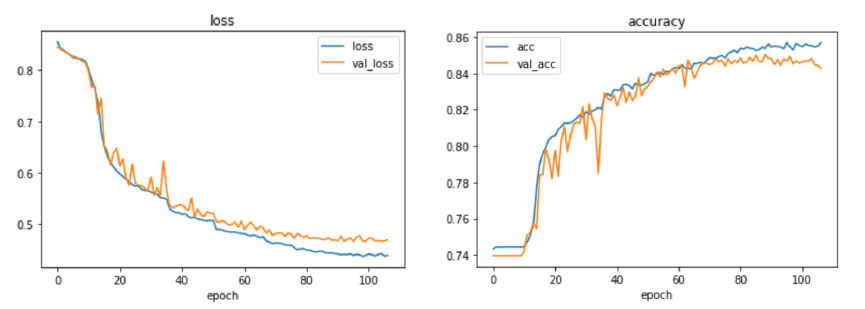 loss
loss
val_loss
0.8
0.7
0.6
0.5
0 20 40 60 80 100
epoch
accuracy
acc
val_acc
0.86
0.84
0.82
0.80
0.78
0.76
0.74
0 20 40 60 80 100
epoch